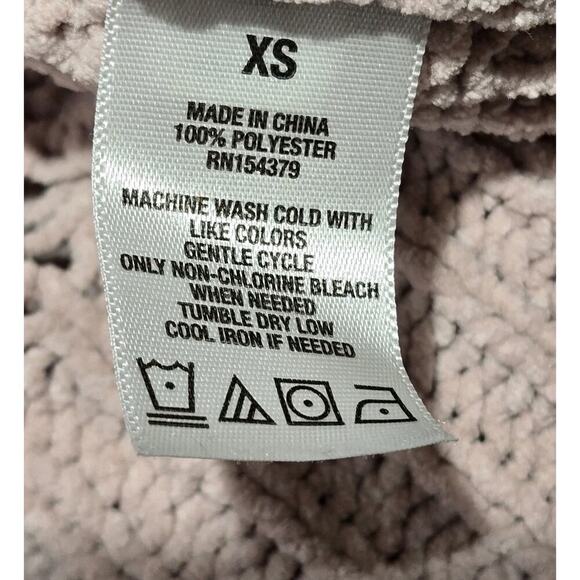 XS
MADE IN CHINA
100% POLYESTER
RN154379
MACHINE WASH COLD WITH
LIKE COLORS
GENTLE CYCLE
ONLY NON-CHLORINE BLEACH
WHEN NEEDED
TUMBLE DRY LOW
COOL IRON IF NEEDED